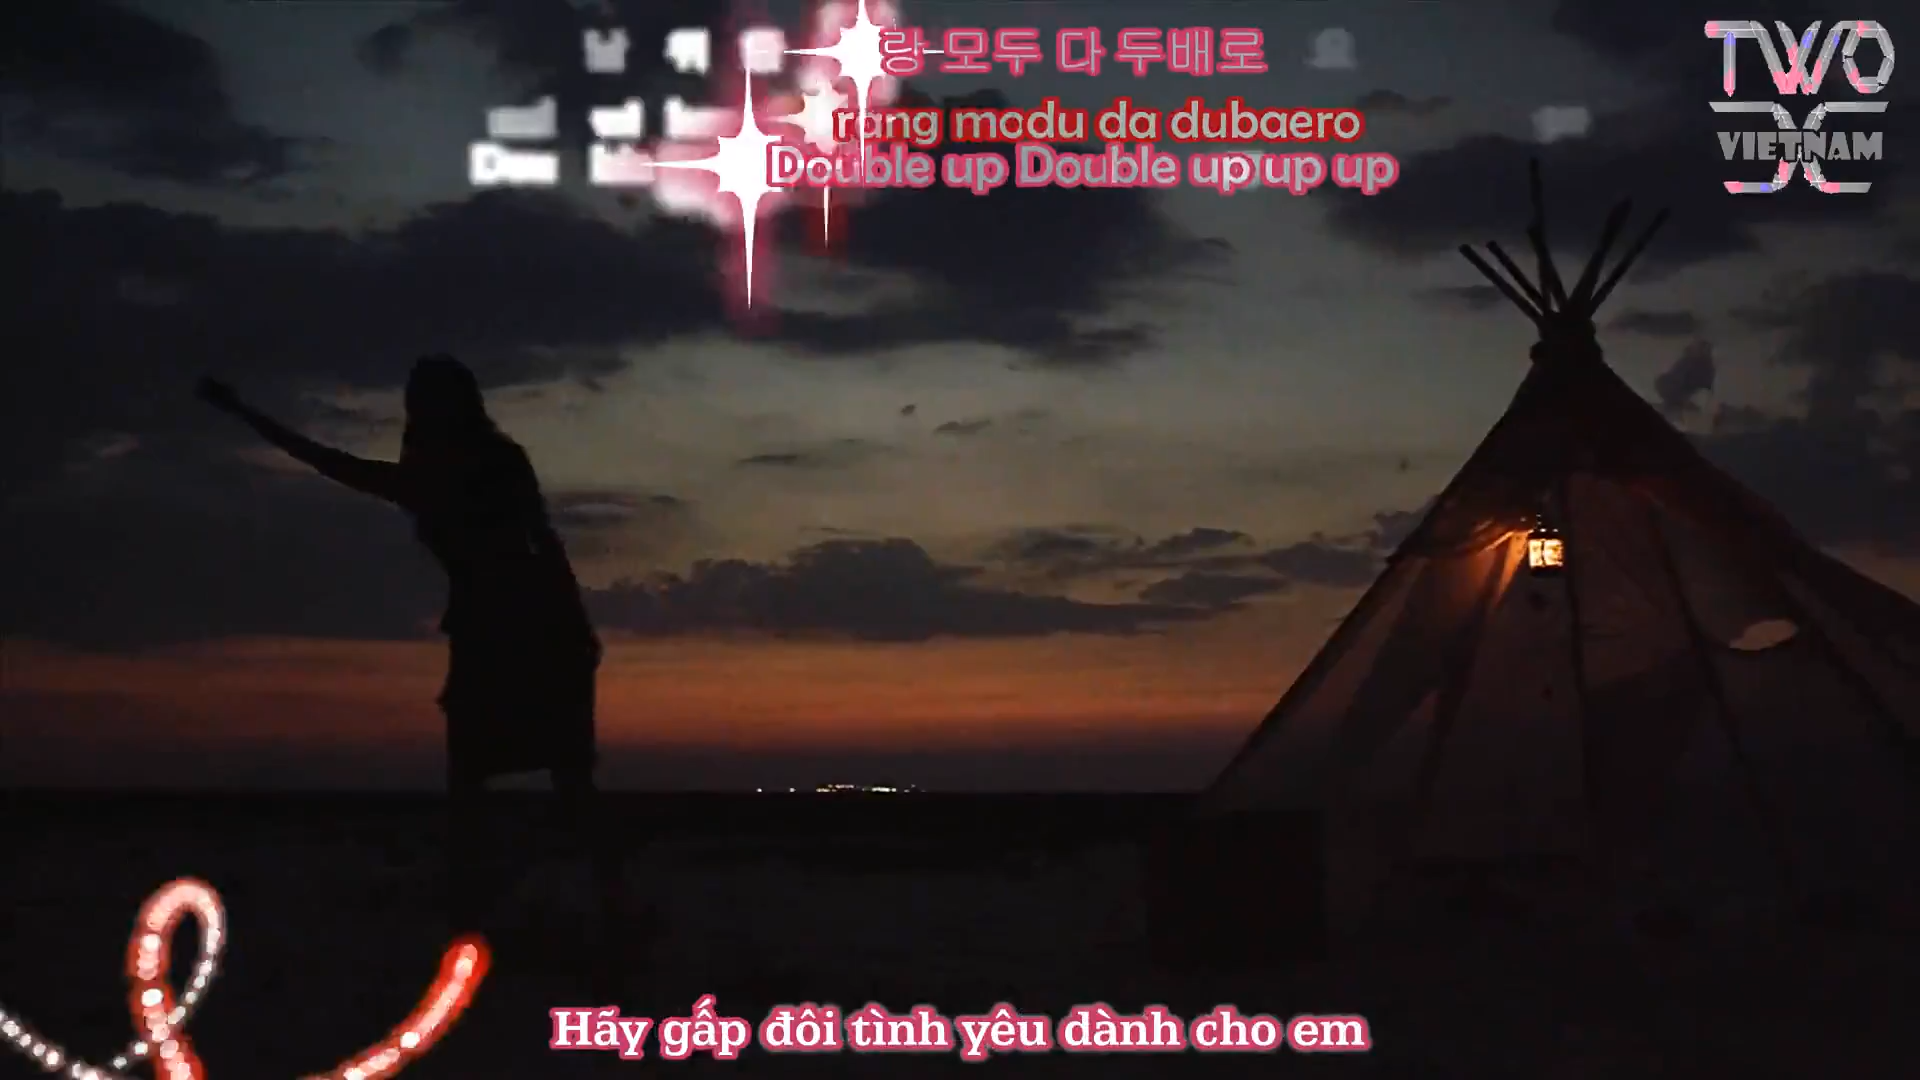 랑 모두 다 두배로
rang modu da dubaero
Double up Double up up up
TWO
X
VIETNAM
Hãy gấp đôi tình yêu dành cho em